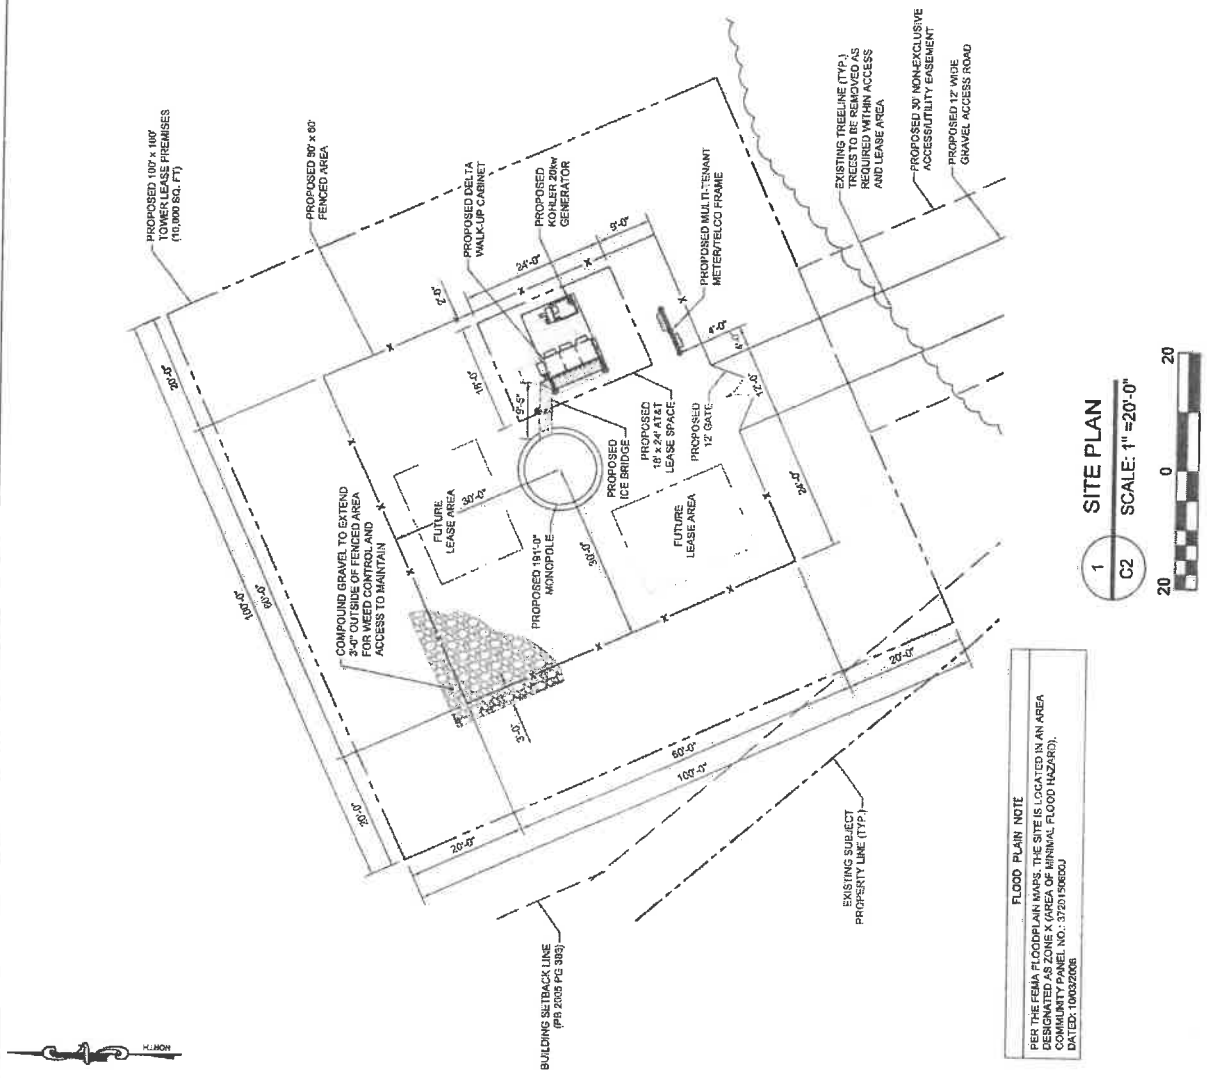 PROPOSED 100' x 100'
TOWER LEASE PREMISES
(10,000 SQ. FT)
PROPOSED 60' x 60'
FENCED AREA
PROPOSED DELTA
WALK-UP CABINET
PROPOSED
KOHLER 20kw
GENERATOR
PROPOSED MULTI-TENANT
METER/TELCO FRAME
EXISTING TREELINE (TYP.)
TREES TO BE REMOVED AS
REQUIRED WITHIN ACCESS
AND LEASE AREA
PROPOSED 30' NON-EXCLUSIVE
ACCESS/UTILITY EASEMENT
PROPOSED 12' WIDE
GRAVEL ACCESS ROAD
COMPOUND GRAVEL TO EXTEND
3'-0" OUTSIDE OF FENCED AREA
FOR WEED CONTROL AND
ACCESS TO MAINTAIN
FUTURE
LEASE AREA
PROPOSED 191'-0"
MONOPOLE
PROPOSED
ICE BRIDGE
PROPOSED
16' x 24' AT&T
LEASE SPACE
PROPOSED
12' GATE
FUTURE
LEASE AREA
100'-0"
60'-0"
20'-0"
20'-0"
2'-0"
24'-0"
9'-0"
16'-0"
9'-5"
30'-0"
30'-0"
4'-0"
4'-0"
12'-0"
24'-0"
3'-0"
20'-0"
60'-0"
100'-0"
20'-0"
BUILDING SETBACK LINE
(PB 2005 PG 393)
EXISTING SUBJECT
PROPERTY LINE (TYP.)
NORTH
FLOOD PLAIN NOTE
PER THE FEMA FLOODPLAIN MAPS, THE SITE IS LOCATED IN AN AREA
DESIGNATED AS ZONE X (AREA OF MINIMAL FLOOD HAZARD).
COMMUNITY PANEL NO.: 3720150600J
DATED: 10/03/2006
1
C2
SITE PLAN
SCALE: 1" =20'-0"
20
0
20